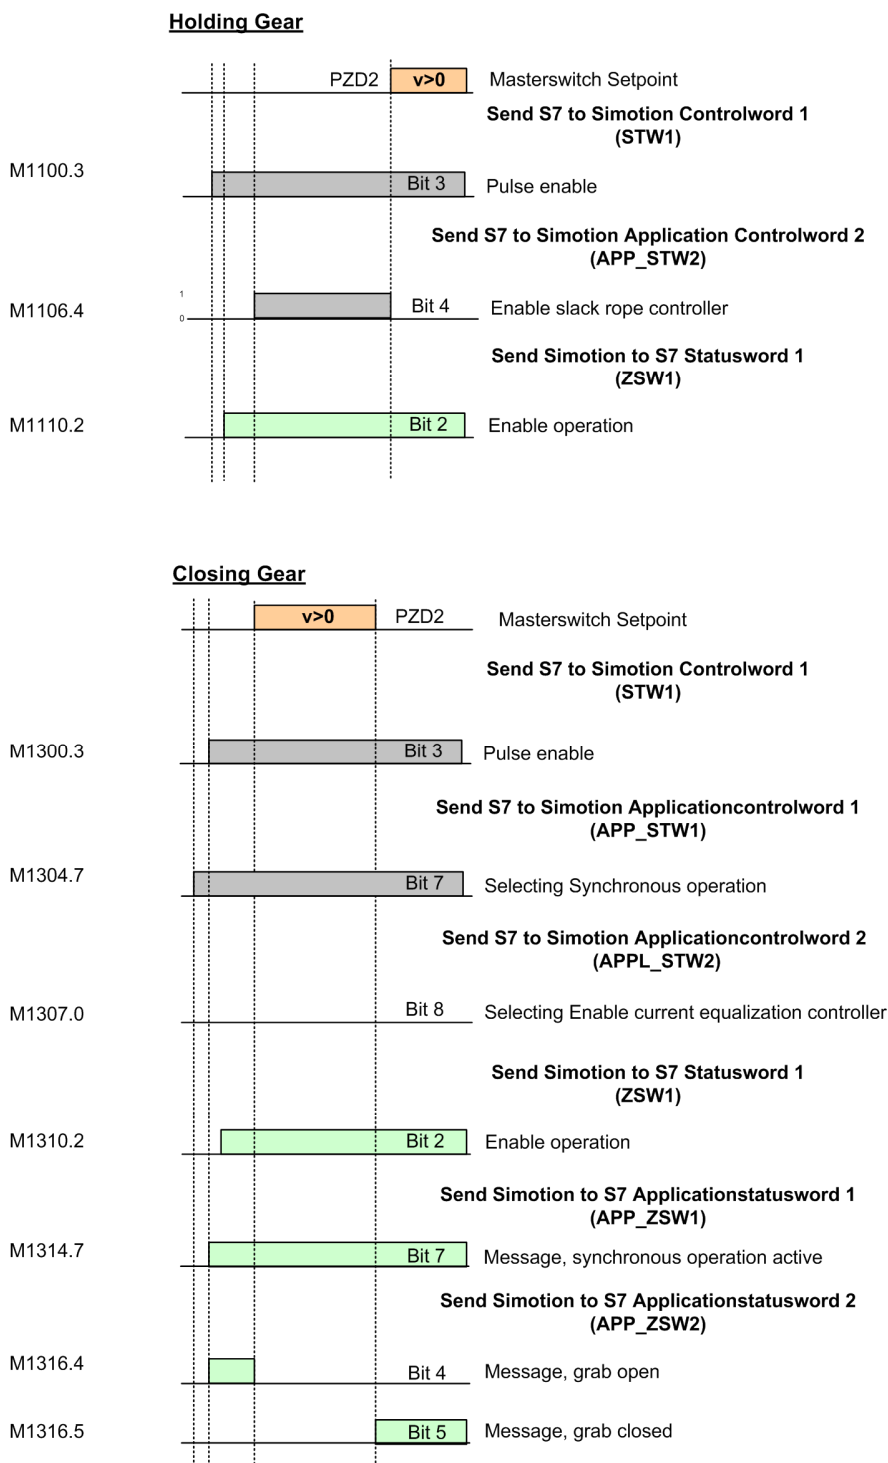 Holding Gear
PZD2 v>0 Masterswitch Setpoint
Send S7 to Simotion Controlword 1
(STW1)
M1100.3 Bit 3 Pulse enable
Send S7 to Simotion Application Controlword 2
(APP_STW2)
1
M1106.4 Bit 4 Enable slack rope controller
0
Send Simotion to S7 Statusword 1
(ZSW1)
M1110.2 Bit 2 Enable operation
Closing Gear
v>0 PZD2 Masterswitch Setpoint
Send S7 to Simotion Controlword 1
(STW1)
M1300.3 Bit 3 Pulse enable
Send S7 to Simotion Applicationcontrolword 1
(APP_STW1)
M1304.7 Bit 7 Selecting Synchronous operation
Send S7 to Simotion Applicationcontrolword 2
(APPL_STW2)
M1307.0 Bit 8 Selecting Enable current equalization controller
Send Simotion to S7 Statusword 1
(ZSW1)
M1310.2 Bit 2 Enable operation
Send Simotion to S7 Applicationstatusword 1
(APP_ZSW1)
M1314.7 Bit 7 Message, synchronous operation active
Send Simotion to S7 Applicationstatusword 2
(APP_ZSW2)
M1316.4 Bit 4 Message, grab open
M1316.5 Bit 5 Message, grab closed